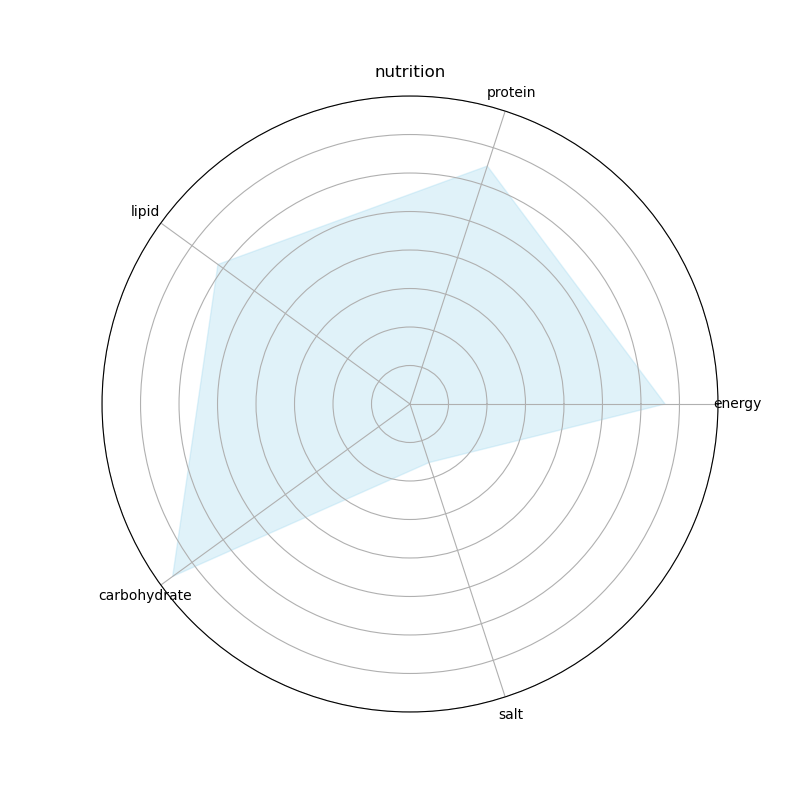 nutrition
protein
lipid
energy
carbohydrate
salt